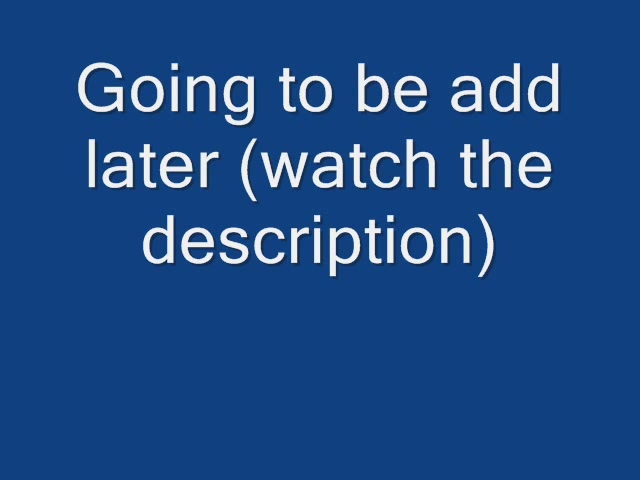 Going to be add
later (watch the
description)